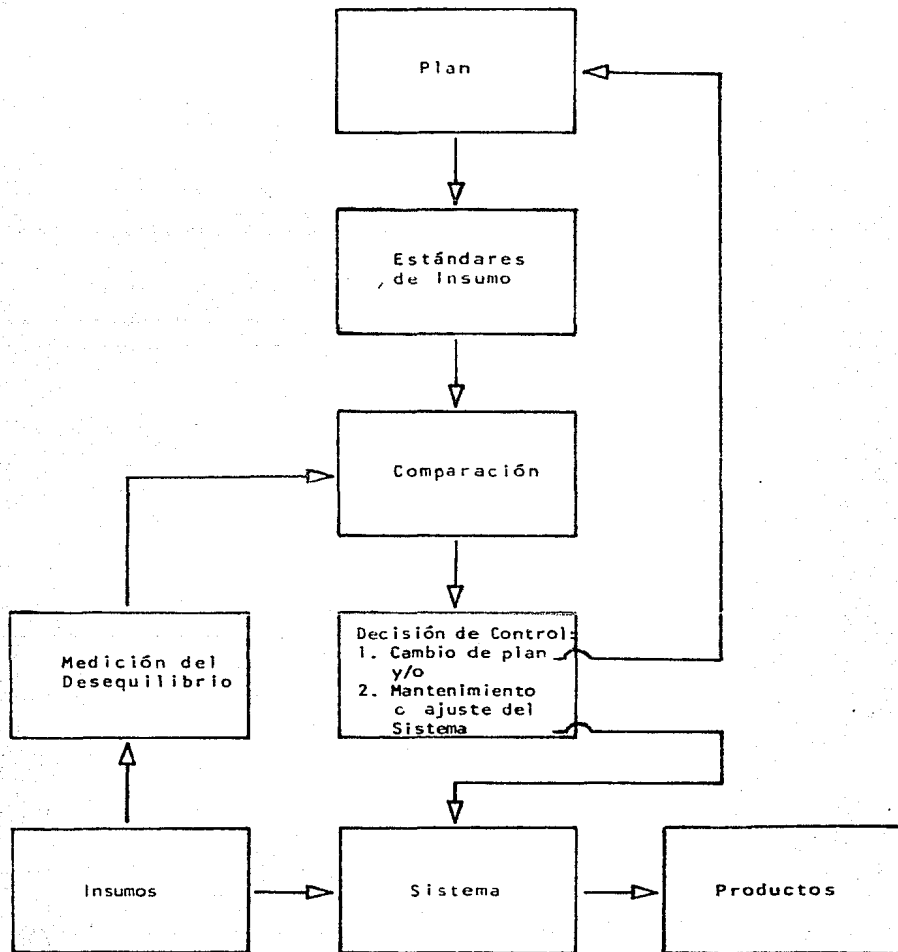 Plan
Estándares
de Insumo
Comparación
Decisión de Control:
1. Cambio de plan
y/o
2. Mantenimiento
o ajuste del
Sistema
Medición del
Desequilibrio
Insumos
Sistema
Productos